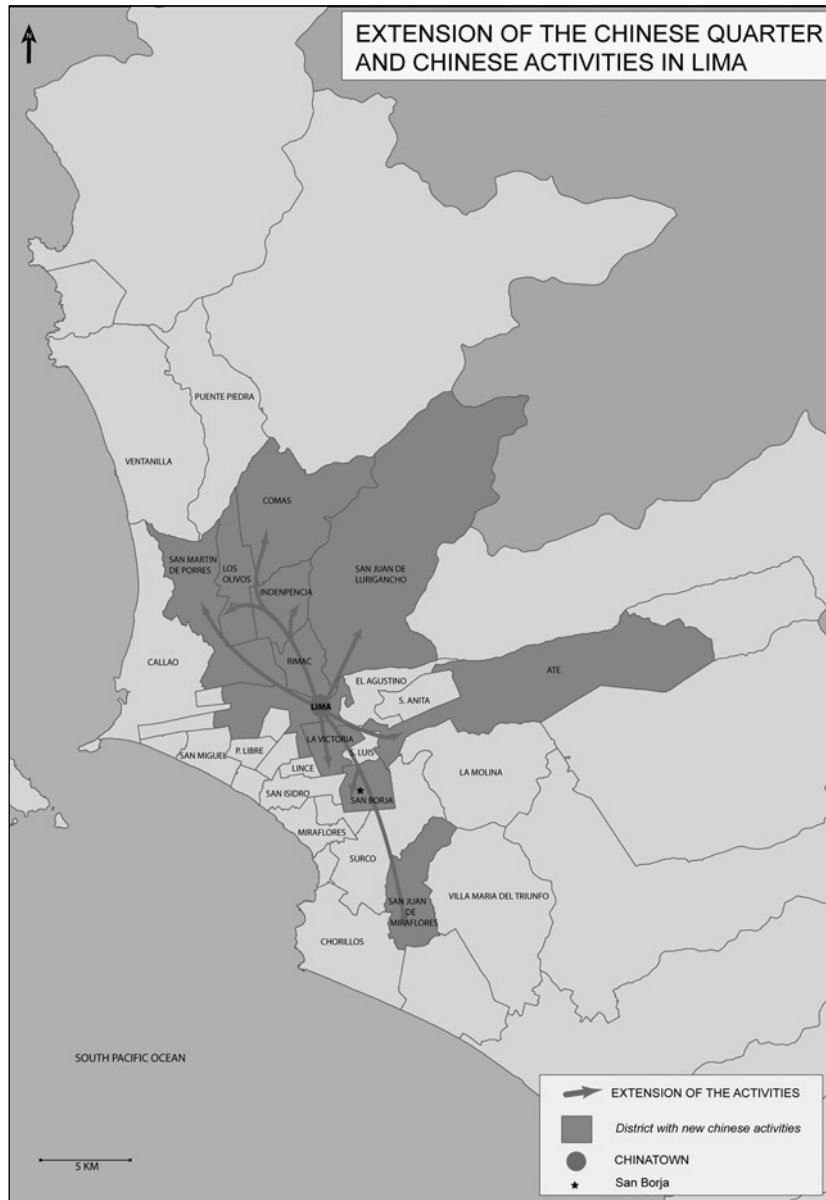 EXTENSION OF THE CHINESE QUARTER
AND CHINESE ACTIVITIES IN LIMA
N
PUENTE PIEDRA
VENTANILLA
COMAS
SAN MARTIN
DE PORRES
LOS
OLIVOS
INDENPENCIA
SAN JUAN DE
LURIGANCHO
CALLAO
RIMAC
EL AGUSTINO
ATE
S. ANITA
LIMA
LA VICTORIA
SAN MIGUEL
P. LIBRE
S. LUIS
LINCE
LA MOLINA
SAN ISIDRO
SAN BORJA
MIRAFLORES
SURCO
VILLA MARIA DEL TRIUNFO
SAN JUAN
DE
MIRAFLORES
CHORILLOS
SOUTH PACIFIC OCEAN
5 KM
EXTENSION OF THE ACTIVITIES
District with new chinese activities
CHINATOWN
San Borja